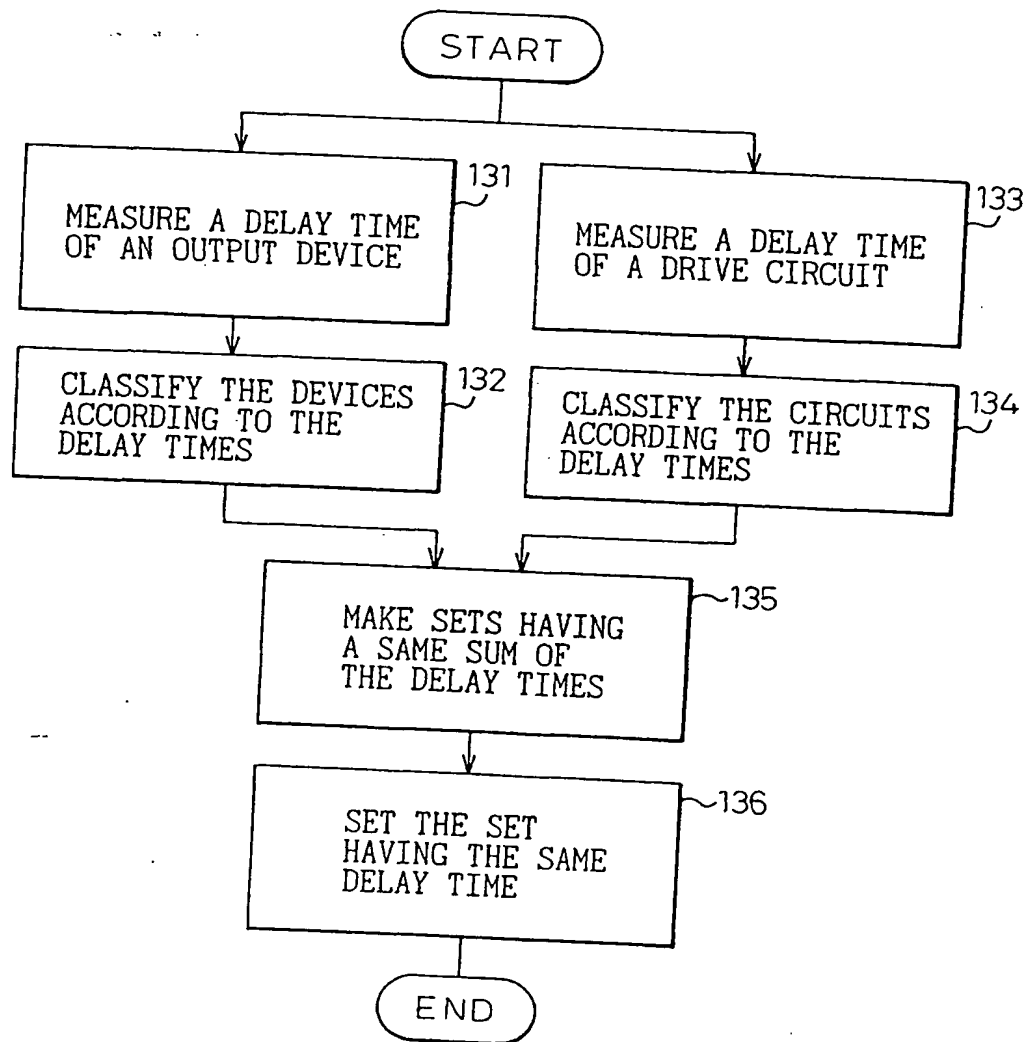 START
131
MEASURE A DELAY TIME
OF AN OUTPUT DEVICE
133
MEASURE A DELAY TIME
OF A DRIVE CIRCUIT
132
CLASSIFY THE DEVICES
ACCORDING TO THE
DELAY TIMES
134
CLASSIFY THE CIRCUITS
ACCORDING TO THE
DELAY TIMES
135
MAKE SETS HAVING
A SAME SUM OF
THE DELAY TIMES
136
SET THE SET
HAVING THE SAME
DELAY TIME
END